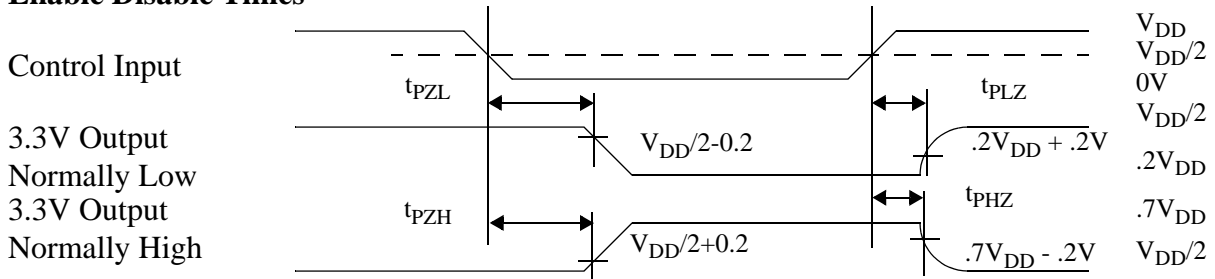 Enable Disable Times
Control Input
V_DD
V_DD/2
0V
t_PZL
t_PLZ
V_DD/2
3.3V Output
Normally Low
V_DD/2-0.2
.2V_DD + .2V
.2V_DD
3.3V Output
Normally High
t_PZH
t_PHZ
.7V_DD
V_DD/2+0.2
.7V_DD - .2V
V_DD/2